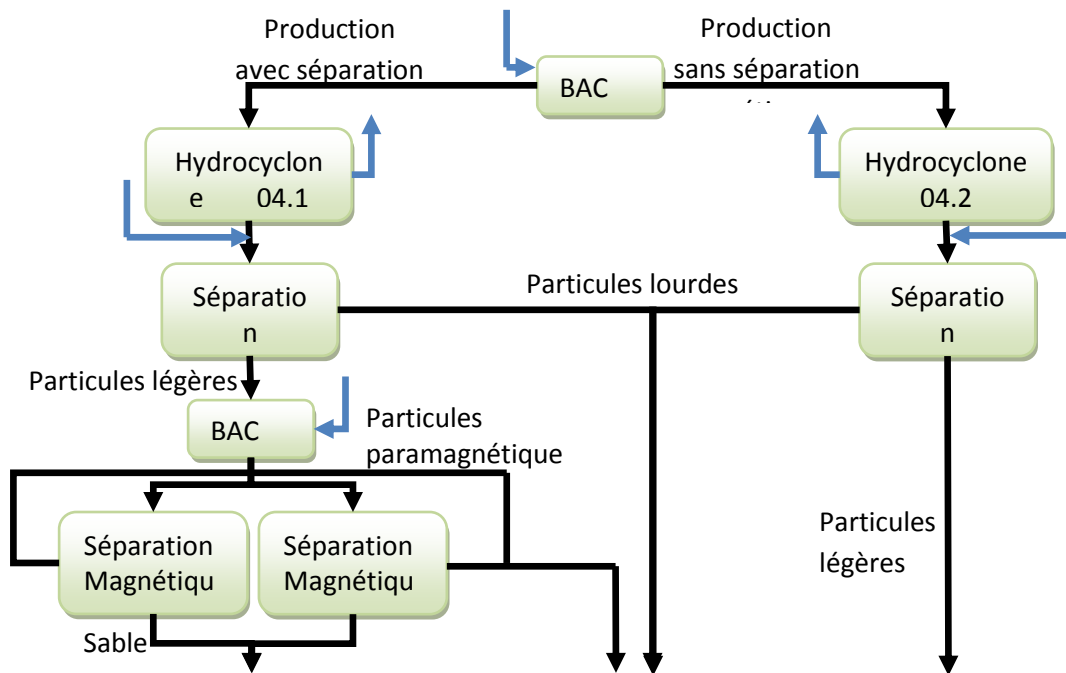 Production
avec séparation
BAC
Production
sans séparation
Hydrocyclon
e 04.1
Hydrocyclone
04.2
Séparatio
n
Particules lourdes
Séparatio
n
Particules légères
BAC
Particules
paramagnétique
Séparation
Magnétiqu
Séparation
Magnétiqu
Particules
légères
Sable